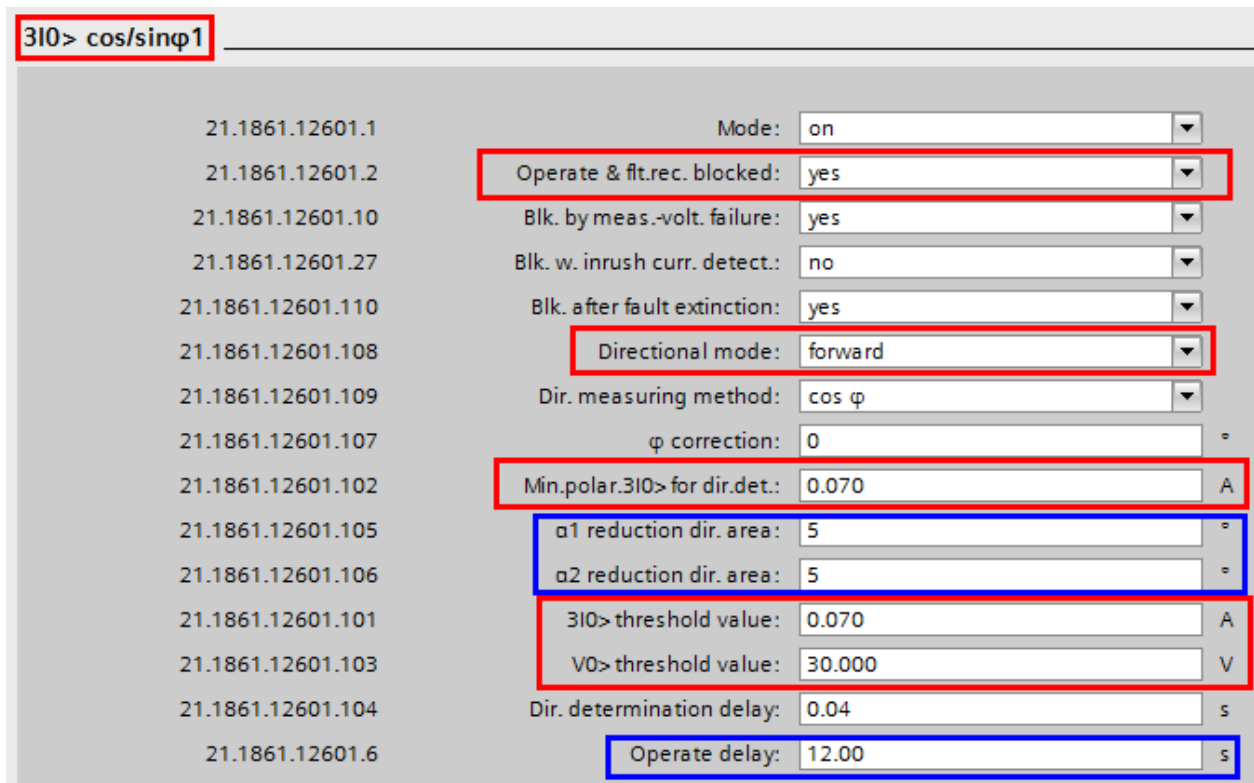 3I0> cos/sinφ1
21.1861.12601.1 Mode: on
21.1861.12601.2 Operate & flt.rec. blocked: yes
21.1861.12601.10 Blk. by meas.-volt. failure: yes
21.1861.12601.27 Blk. w. inrush curr. detect.: no
21.1861.12601.110 Blk. after fault extinction: yes
21.1861.12601.108 Directional mode: forward
21.1861.12601.109 Dir. measuring method: cos φ
21.1861.12601.107 φ correction: 0 °
21.1861.12601.102 Min.polar.3I0> for dir.det.: 0.070 A
21.1861.12601.105 α1 reduction dir. area: 5 °
21.1861.12601.106 α2 reduction dir. area: 5 °
21.1861.12601.101 3I0> threshold value: 0.070 A
21.1861.12601.103 V0> threshold value: 30.000 V
21.1861.12601.104 Dir. determination delay: 0.04 s
21.1861.12601.6 Operate delay: 12.00 s